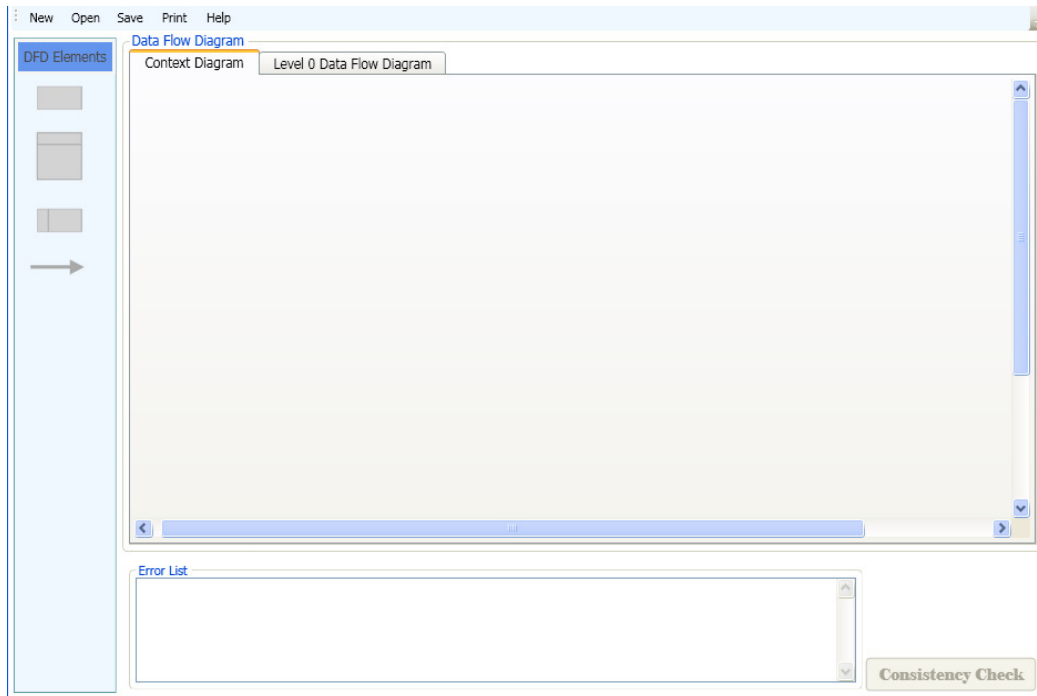 New Open Save Print Help
DFD Elements
Data Flow Diagram
Context Diagram Level 0 Data Flow Diagram
Error List
Consistency Check